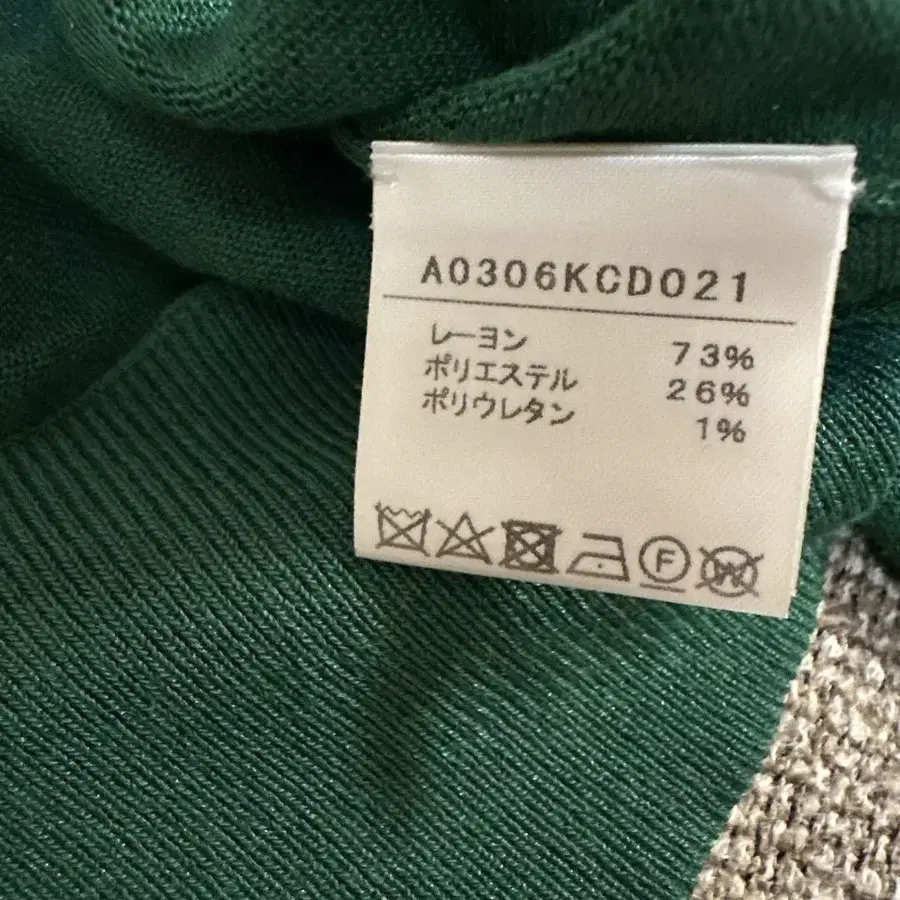 A0306KCD021
レーヨン 73%
ポリエステル 26%
ポリウレタン 1%
F W